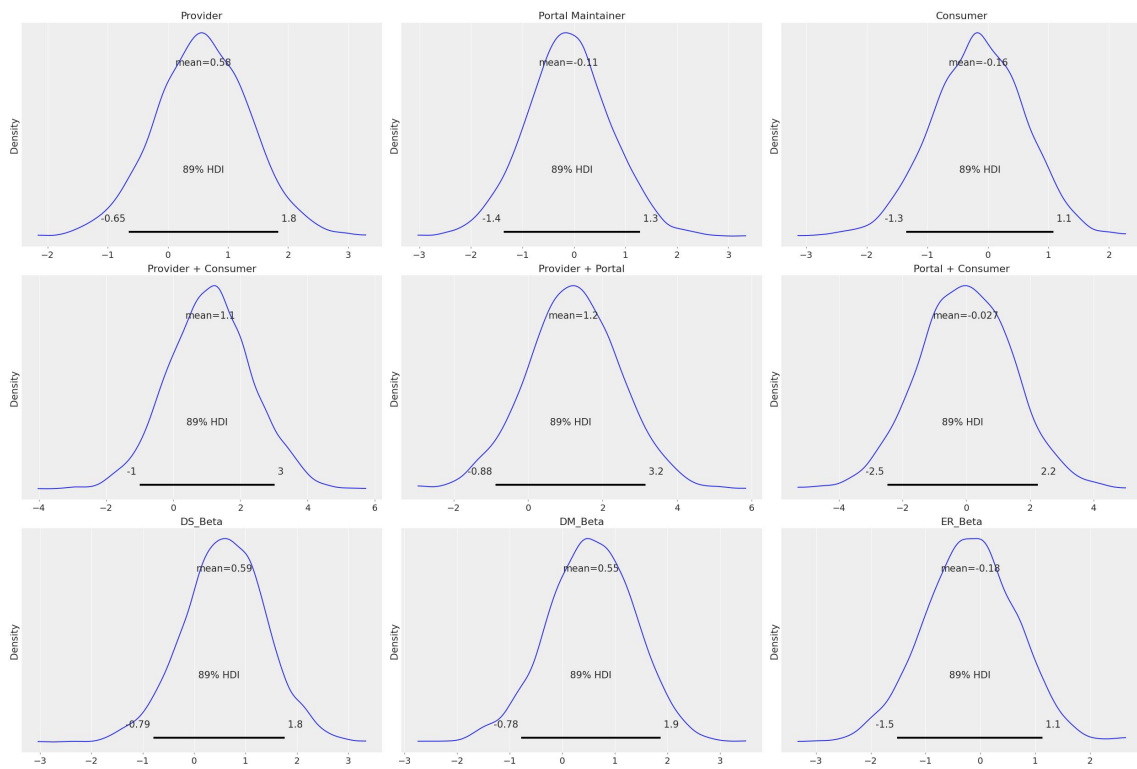 Provider Portal Maintainer Consumer
mean=0.58 mean=-0.11 mean=-0.16
Density Density Density
89% HDI 89% HDI 89% HDI
-0.65 1.8 -1.4 1.3 -1.3 1.1
−2 −1 0 1 2 3 −3 −2 −1 0 1 2 3 −3 −2 −1 0 1 2
Provider + Consumer Provider + Portal Portal + Consumer
mean=1.1 mean=1.2 mean=-0.027
Density Density Density
89% HDI 89% HDI 89% HDI
-1 3 -0.88 3.2 -2.5 2.2
−4 −2 0 2 4 6 −2 0 2 4 −4 −2 0 2 4
DS_Beta DM_Beta ER_Beta
mean=0.59 mean=0.55 mean=-0.18
Density Density Density
89% HDI 89% HDI 89% HDI
-0.79 1.8 -0.78 1.9 -1.5 1.1
−3 −2 −1 0 1 2 3 −2 −1 0 1 2 3 −3 −2 −1 0 1 2